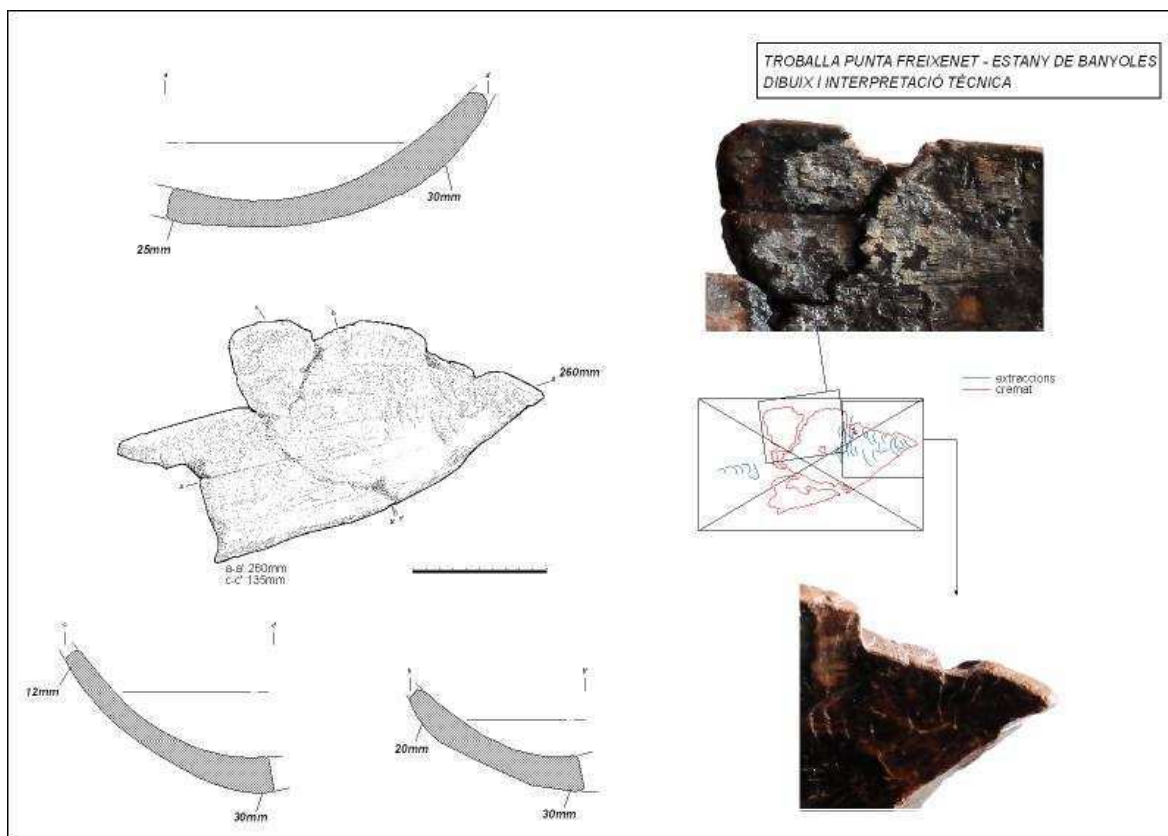 TROBALLA PUNTA FREIXENET - ESTANY DE BANYOLES
DIBUIX I INTERPRETACIÓ TÈCNICA
30mm
25mm
260mm
a-a' 260mm
c-c' 135mm
extraccions
cremat
12mm
30mm
20mm
30mm